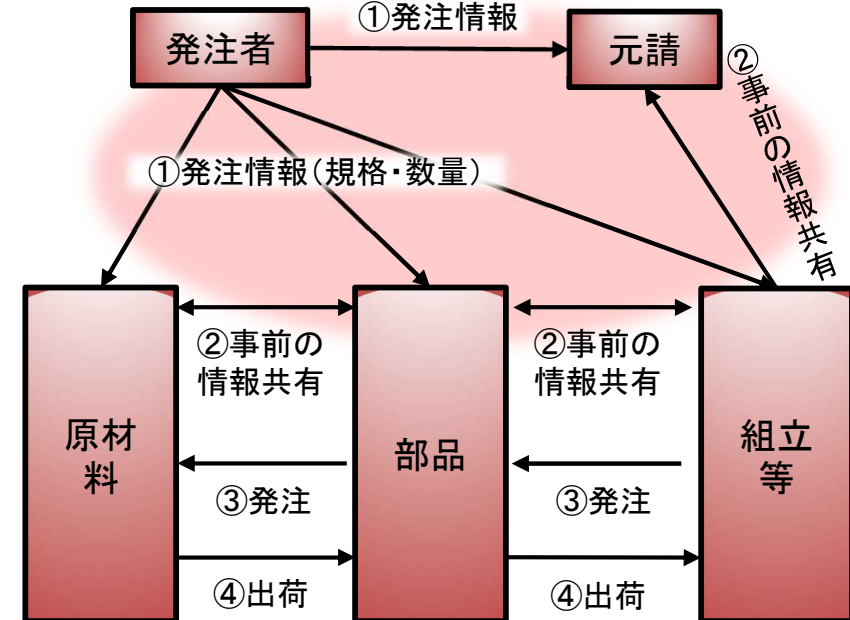 ①発注情報
発注者
元請
②事前の情報共有
①発注情報(規格・数量)
②事前の
情報共有
②事前の
情報共有
原材
料
部品
組立
等
③発注
③発注
④出荷
④出荷